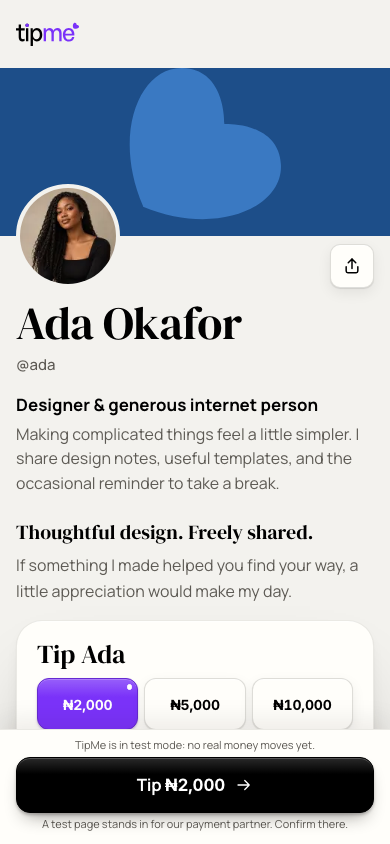 tipme
Ada Okafor
@ada
Designer & generous internet person
Making complicated things feel a little simpler. I
share design notes, useful templates, and the
occasional reminder to take a break.
Thoughtful design. Freely shared.
If something I made helped you find your way, a
little appreciation would make my day.
Tip Ada
₦2,000 ₦5,000 ₦10,000
TipMe is in test mode: no real money moves yet.
Tip ₦2,000 →
A test page stands in for our payment partner. Confirm there.